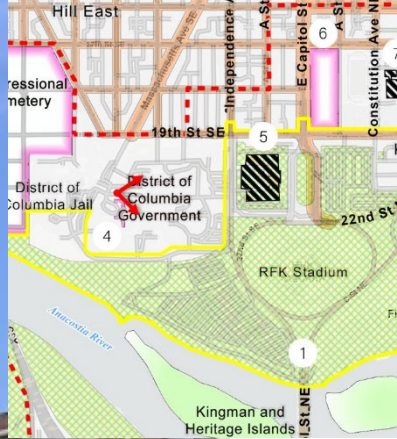 Hill East
Massachusetts Ave SE
Independence A
A St
E Capitol St
A St
Constitution Ave NE
6
7
ressional
metery
19th St SE
5
District of
Columbia Jail
District of
Columbia
Government
4
22nd St
RFK Stadium
Anacostia River
1
Kingman and
Heritage Islands
St NE